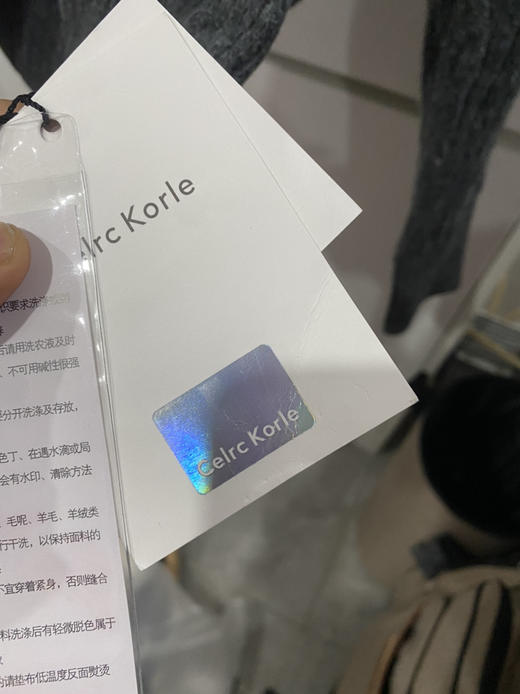 elrc Korle
Celrc Korle
识要求洗涤
后请用洗衣液及时
、不可用碱性很强
分开洗涤及存放，
色丁、在遇水滴或局
会有水印、清除方法
、毛呢、羊毛、羊绒类
行干洗，以保持面料的
不宜穿着紧身，否则缝合
料洗涤后有轻微脱色属于
的请垫布低温度反面熨烫